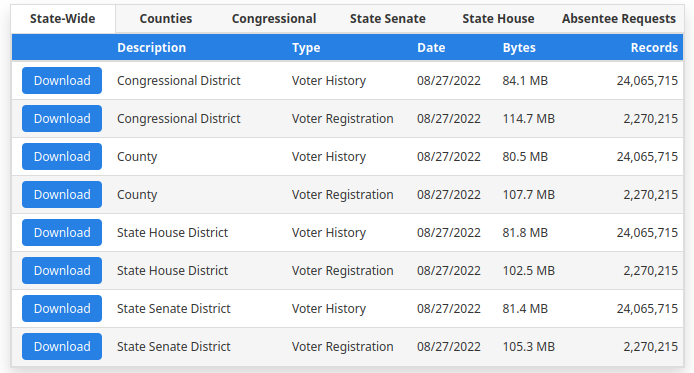 State-Wide Counties Congressional State Senate State House Absentee Requests
Description Type Date Bytes Records
Download Congressional District Voter History 08/27/2022 84.1 MB 24,065,715
Download Congressional District Voter Registration 08/27/2022 114.7 MB 2,270,215
Download County Voter History 08/27/2022 80.5 MB 24,065,715
Download County Voter Registration 08/27/2022 107.7 MB 2,270,215
Download State House District Voter History 08/27/2022 81.8 MB 24,065,715
Download State House District Voter Registration 08/27/2022 102.5 MB 2,270,215
Download State Senate District Voter History 08/27/2022 81.4 MB 24,065,715
Download State Senate District Voter Registration 08/27/2022 105.3 MB 2,270,215